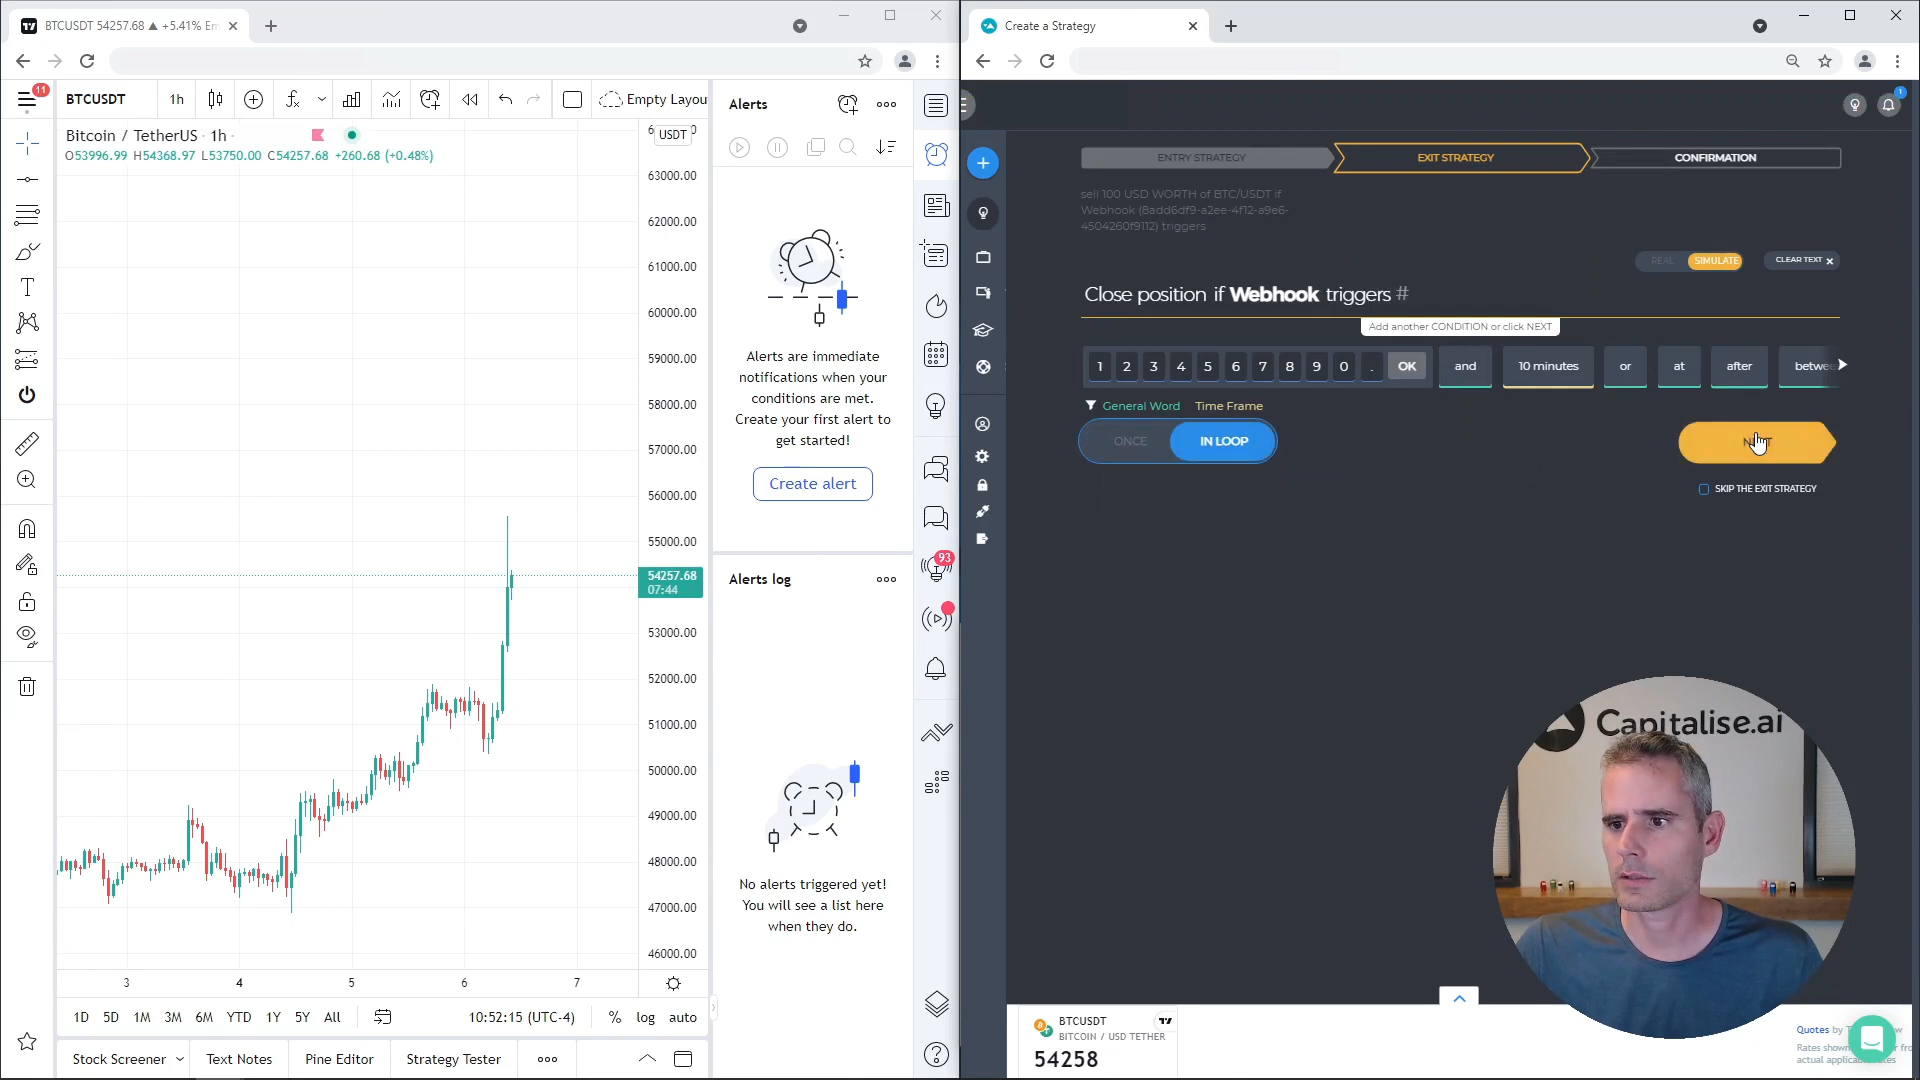 BTCUSDT 54257.68 ▲ +5.41% Em
11
BTCUSDT
1h
Empty Layou
Bitcoin / TetherUS · 1h ·
O53996.99 H54368.97 L53750.00 C54257.68 +260.68 (+0.48%)
USDT
63000.00
62000.00
61000.00
60000.00
59000.00
58000.00
57000.00
56000.00
55000.00
54257.68
07:44
53000.00
52000.00
51000.00
50000.00
49000.00
48000.00
47000.00
46000.00
3 4 5 6 7
1D 5D 1M 3M 6M YTD 1Y 5Y All
10:52:15 (UTC-4)
% log auto
Stock Screener
Text Notes
Pine Editor
Strategy Tester
Alerts
Alerts are immediate
notifications when your
conditions are met.
Create your first alert to
get started!
Create alert
Alerts log
No alerts triggered yet!
You will see a list here
when they do.
93
Create a Strategy
1
ENTRY STRATEGY
EXIT STRATEGY
CONFIRMATION
sell 100 USD WORTH of BTC/USDT if
Webhook (8add6df9-a2ee-4f12-a9e6-
4504260f9112) triggers
REAL
SIMULATE
CLEAR TEXT ×
Close position if Webhook triggers #
Add another CONDITION or click NEXT
1 2 3 4 5 6 7 8 9 0 . OK
and
10 minutes
or
at
after
betwe
General Word
Time Frame
ONCE
IN LOOP
SKIP THE EXIT STRATEGY
Capitalise.ai
BTCUSDT
BITCOIN / USD TETHER
54258
Quotes by
Rates shown
actual applica